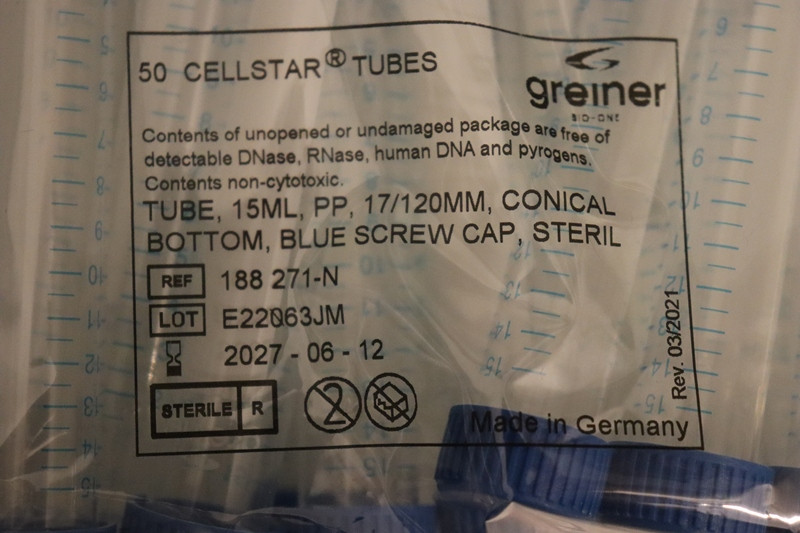 50 CELLSTAR® TUBES
greiner
BIO-ONE
Contents of unopened or undamaged package are free of
detectable DNase, RNase, human DNA and pyrogens.
Contents non-cytotoxic.
TUBE, 15ML, PP, 17/120MM, CONICAL
BOTTOM, BLUE SCREW CAP, STERIL
REF 188 271-N
LOT E22063JM
2027 - 06 - 12
STERILE R
2
Made in Germany
Rev. 03/2021